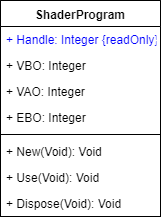 ShaderProgram
+ Handle: Integer {readOnly}
+ VBO: Integer
+ VAO: Integer
+ EBO: Integer
+ New(Void): Void
+ Use(Void): Void
+ Dispose(Void): Void